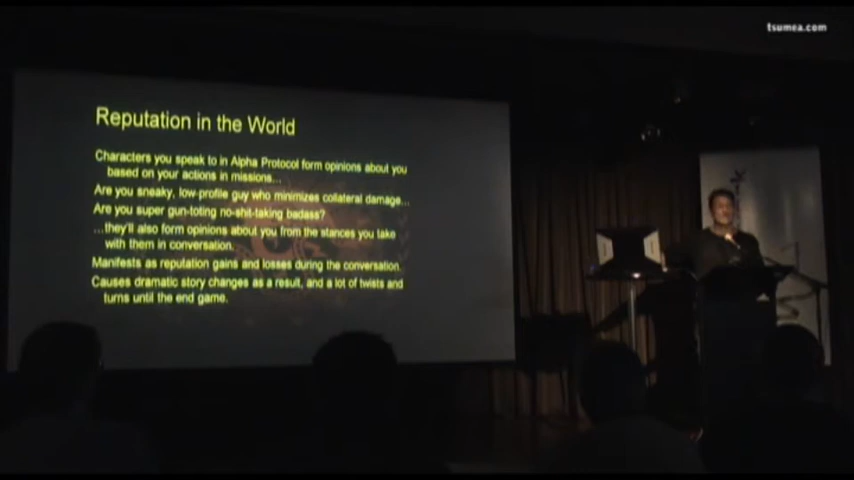 tsumea.com
Reputation in the World
Characters you speak to in Alpha Protocol form opinions about you
based on your actions in missions...
Are you sneaky, low-profile guy who minimizes collateral damage...
Are you super gun-toting no-shit-taking badass?
...they'll also form opinions about you from the stances you take
with them in conversation.
Manifests as reputation gains and losses during the conversation.
Causes dramatic story changes as a result, and a lot of twists and
turns until the end game.